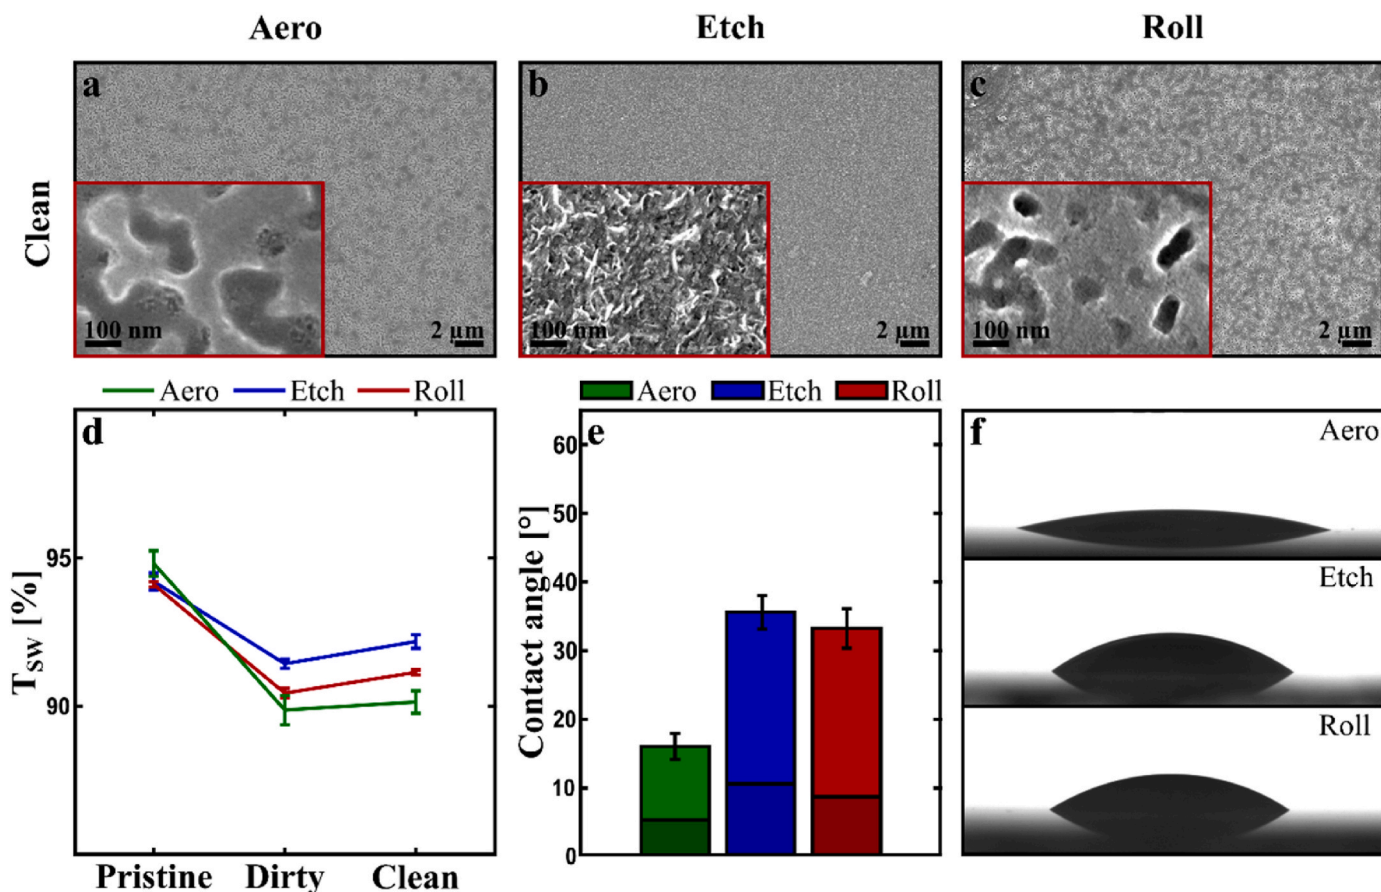 Aero Etch Roll
Clean
a b c
100 nm 2 μm 100 nm 2 μm 100 nm 2 μm
Aero Etch Roll
Aero Etch Roll
d
T_SW [%]
95
90
Pristine Dirty Clean
e
Contact angle [°]
60
50
40
30
20
10
0
f
Aero
Etch
Roll